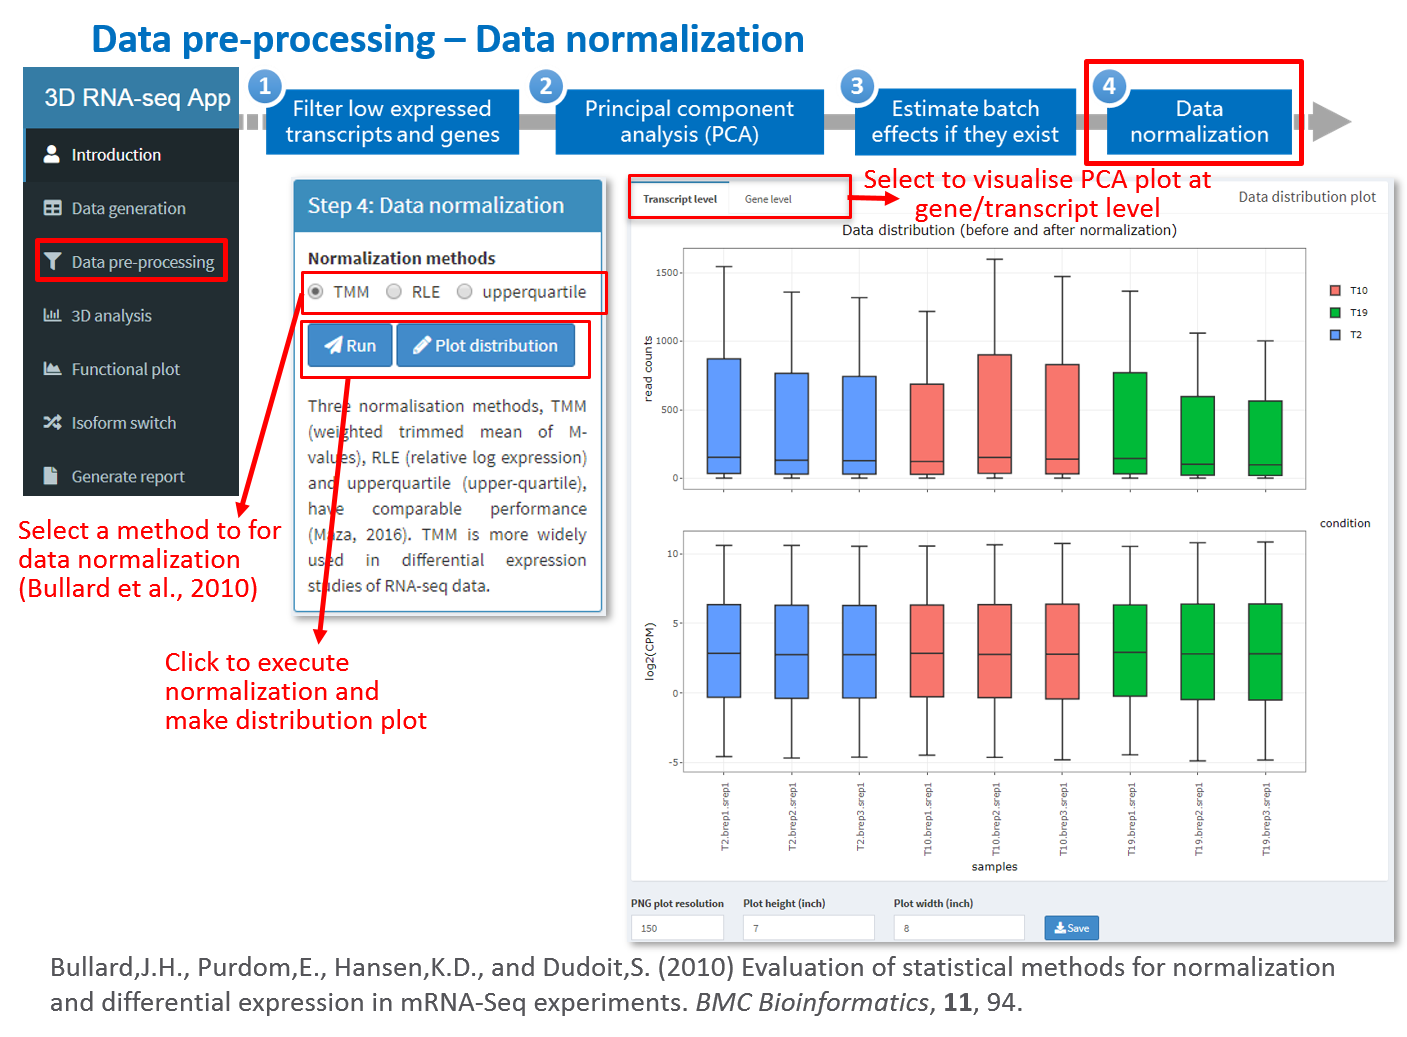 Data pre-processing – Data normalization
3D RNA-seq App
Introduction
Data generation
Data pre-processing
3D analysis
Functional plot
Isoform switch
Generate report
1
Filter low expressed
transcripts and genes
2
Principal component
analysis (PCA)
3
Estimate batch
effects if they exist
4
Data
normalization
Step 4: Data normalization
Normalization methods
TMM RLE upperquartile
Run Plot distribution
Three normalisation methods, TMM
(weighted trimmed mean of M-
values), RLE (relative log expression)
and upperquartile (upper-quartile),
have comparable performance
(Maza, 2016). TMM is more widely
used in differential expression
studies of RNA-seq data.
Select a method to for
data normalization
(Bullard et al., 2010)
Click to execute
normalization and
make distribution plot
Transcript level Gene level
Select to visualise PCA plot at
gene/transcript level
Data distribution plot
Data distribution (before and after normalization)
read counts
1500
1000
500
0
T10
T19
T2
condition
log2(CPM)
10
5
0
-5
T2.brep1.srep1
T2.brep2.srep1
T2.brep3.srep1
T10.brep1.srep1
T10.brep2.srep1
T10.brep3.srep1
T19.brep1.srep1
T19.brep2.srep1
T19.brep3.srep1
samples
PNG plot resolution Plot height (inch) Plot width (inch)
150 7 8 Save
Bullard,J.H., Purdom,E., Hansen,K.D., and Dudoit,S. (2010) Evaluation of statistical methods for normalization
and differential expression in mRNA-Seq experiments. BMC Bioinformatics, 11, 94.